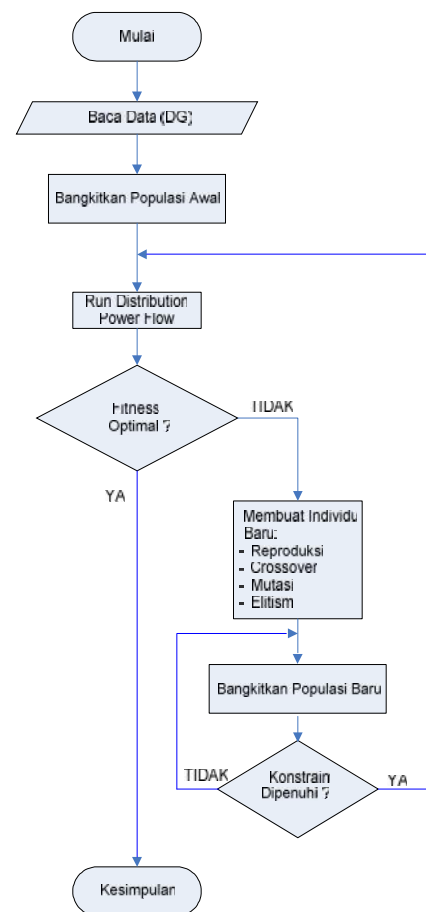 Mulai
Baca Data (DG)
Bangkitkan Populasi Awal
Run Distribution
Power Flow
Fitness
Optimal ?
TIDAK
YA
Membuat Individu
Baru:
- Reproduksi
- Crossover
- Mutasi
- Elitism
Bangkitkan Populasi Baru
Konstrain
Dipenuhi ?
TIDAK
YA
Kesimpulan